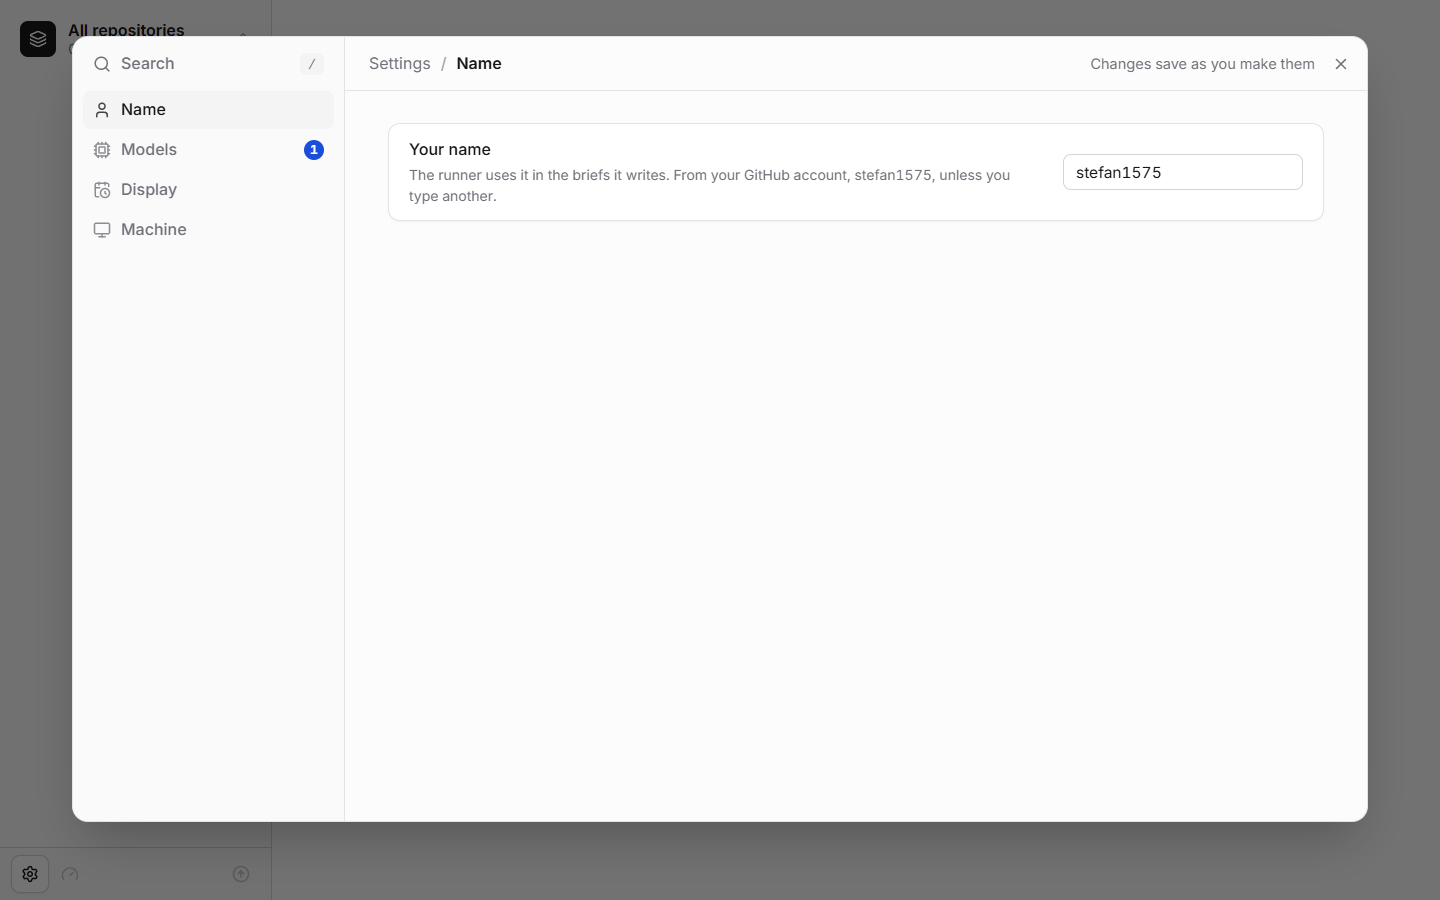 All repositories
Search /
Name
Models 1
Display
Machine
Settings / Name
Changes save as you make them
Your name
The runner uses it in the briefs it writes. From your GitHub account, stefan1575, unless you
type another.
stefan1575